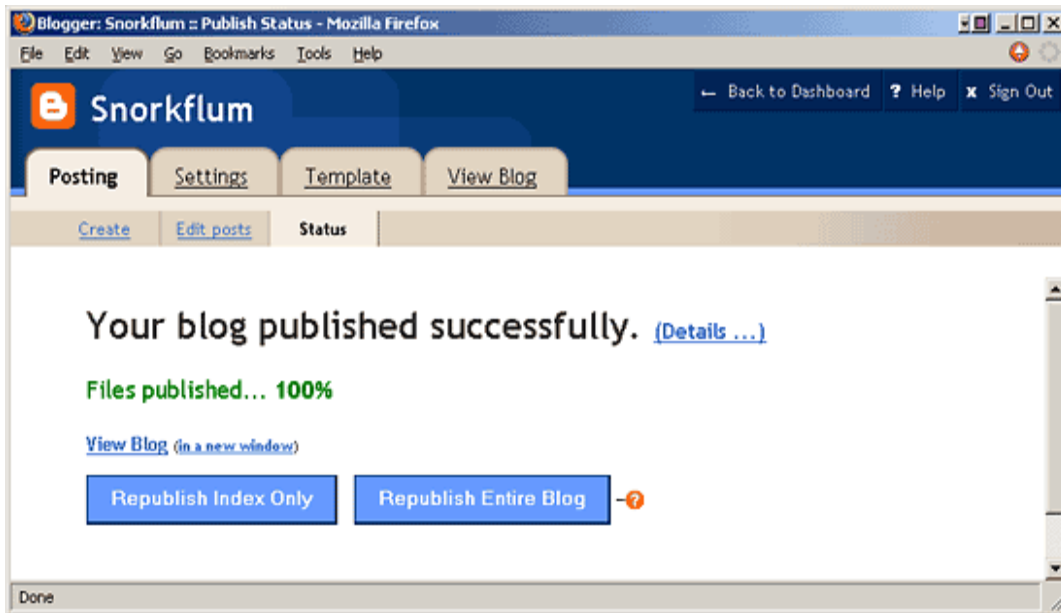 Blogger: Snorkflum :: Publish Status - Mozilla Firefox
File Edit View Go Bookmarks Tools Help
Snorkflum
← Back to Dashboard ? Help x Sign Out
Posting Settings Template View Blog
Create Edit posts Status
Your blog published successfully. (Details ...)
Files published... 100%
View Blog (in a new window)
Republish Index Only Republish Entire Blog –?
Done